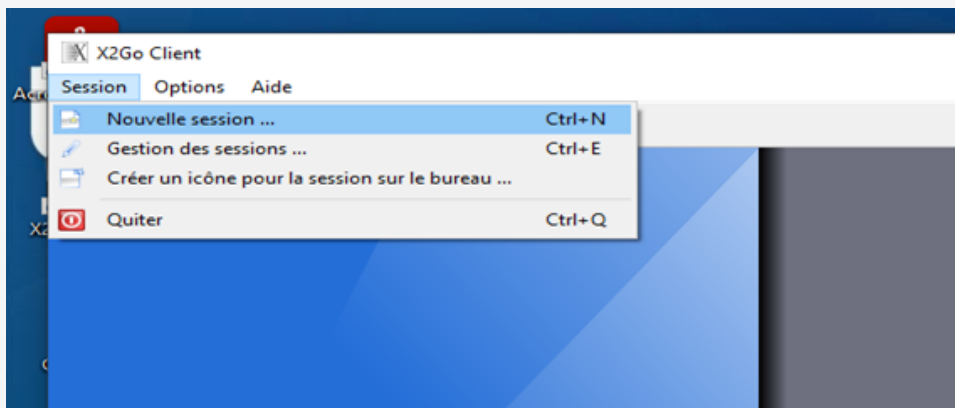 X2Go Client
Session Options Aide
Nouvelle session ... Ctrl+N
Gestion des sessions ... Ctrl+E
Créer un icône pour la session sur le bureau ...
Quiter Ctrl+Q